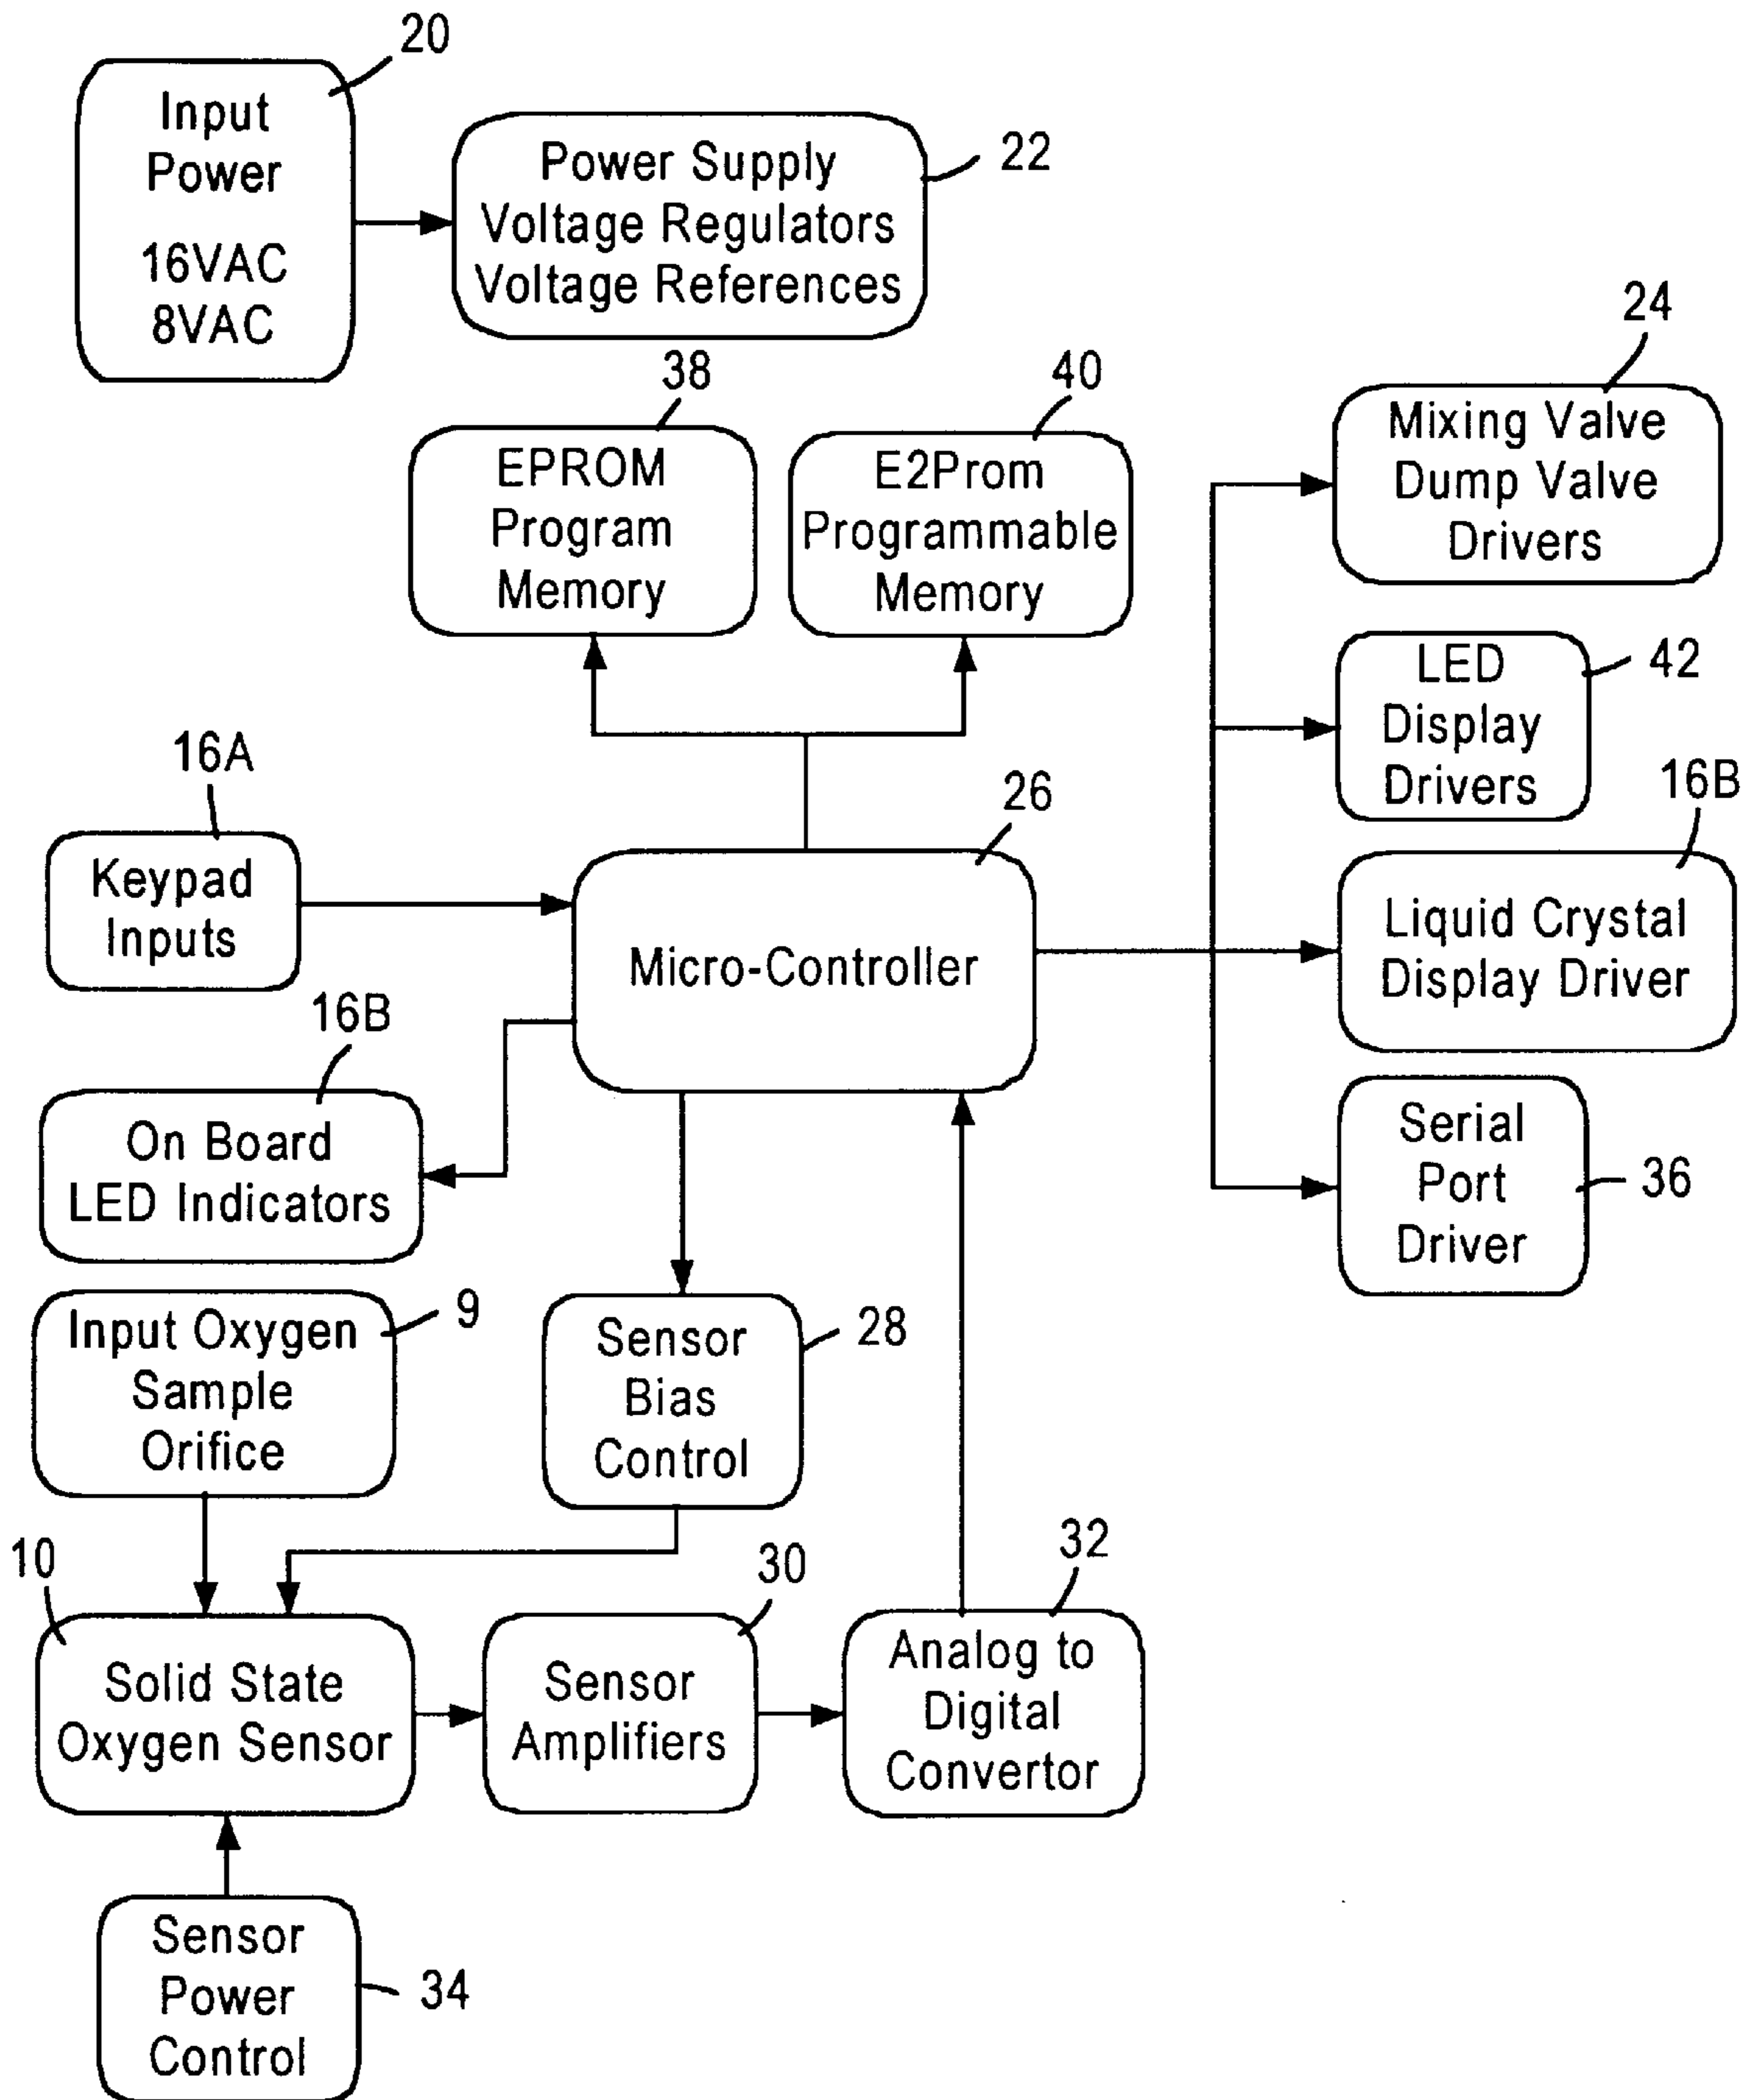 20
Input
Power
16VAC
8VAC
22
Power Supply
Voltage Regulators
Voltage References
38
EPROM
Program
Memory
40
E2Prom
Programmable
Memory
24
Mixing Valve
Dump Valve
Drivers
42
LED
Display
Drivers
16A
Keypad
Inputs
26
Micro-Controller
16B
Liquid Crystal
Display Driver
16B
On Board
LED Indicators
36
Serial
Port
Driver
9
Input Oxygen
Sample
Orifice
28
Sensor
Bias
Control
10
Solid State
Oxygen Sensor
30
Sensor
Amplifiers
32
Analog to
Digital
Convertor
34
Sensor
Power
Control